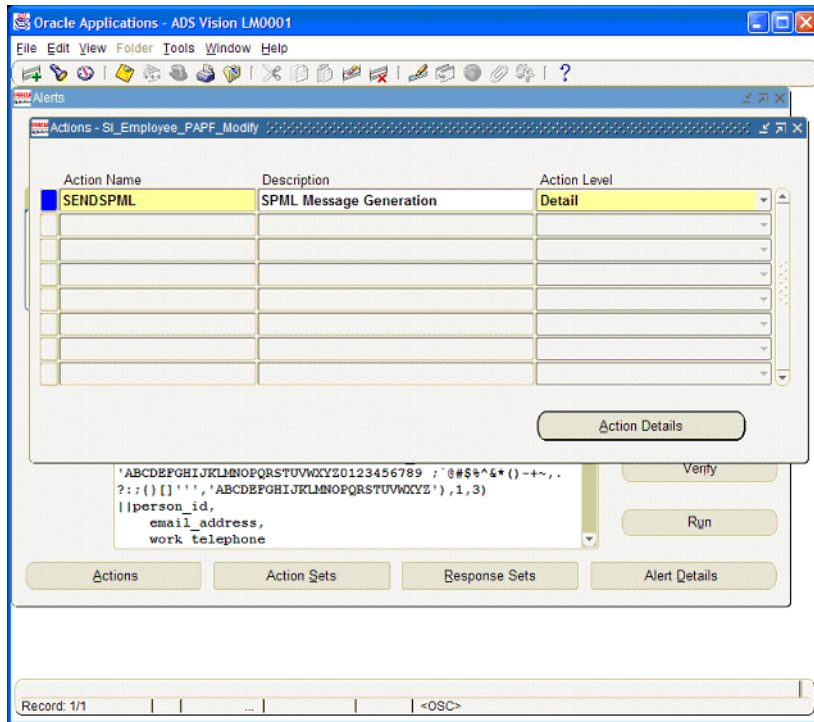 Oracle Applications - ADS Vision LM0001
File Edit View Folder Tools Window Help
Alerts
Actions - SI_Employee_PAPF_Modify
Action Name Description Action Level
SENDSPML SPML Message Generation Detail
Action Details
'ABCDEFGHIJKLMNOPQRSTUVWXYZ0123456789 ;`@#$%^&*()-+~,.
?:;{}[]''','ABCDEFGHIJKLMNOPQRSTUVWXYZ'),1,3)
||person_id,
email_address,
work telephone
Verify
Run
Actions Action Sets Response Sets Alert Details
Record: 1/1 ... <OSC>